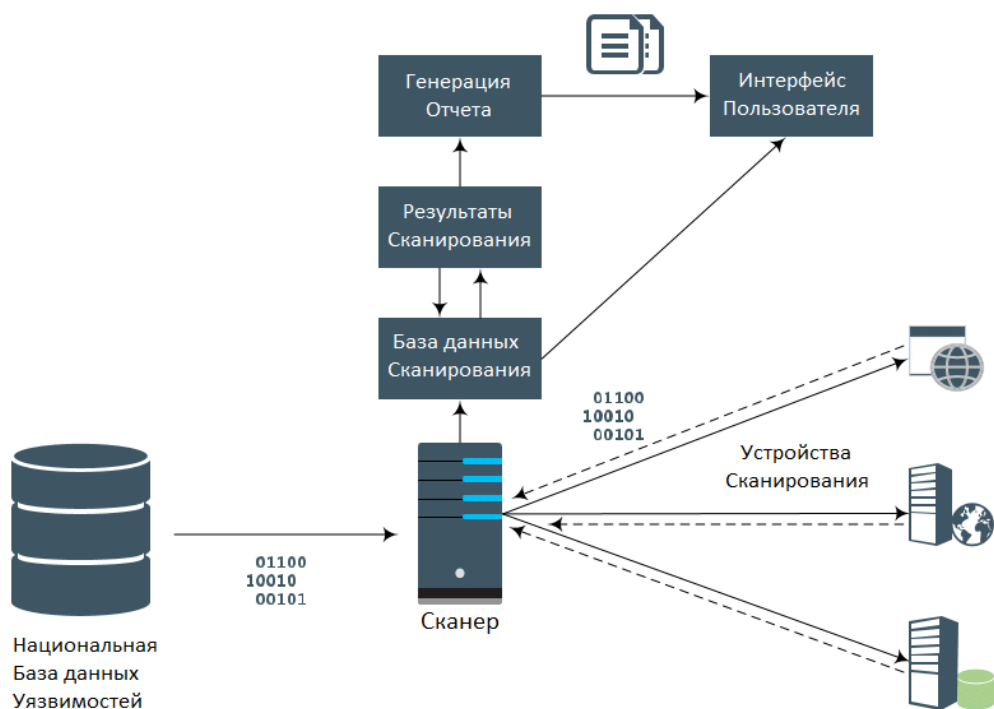 Генерация
Отчета
Интерфейс
Пользователя
Результаты
Сканирования
База данных
Сканирования
01100
10010
00101
Устройства
Сканирования
01100
10010
00101
Сканер
Национальная
База данных
Уязвимостей